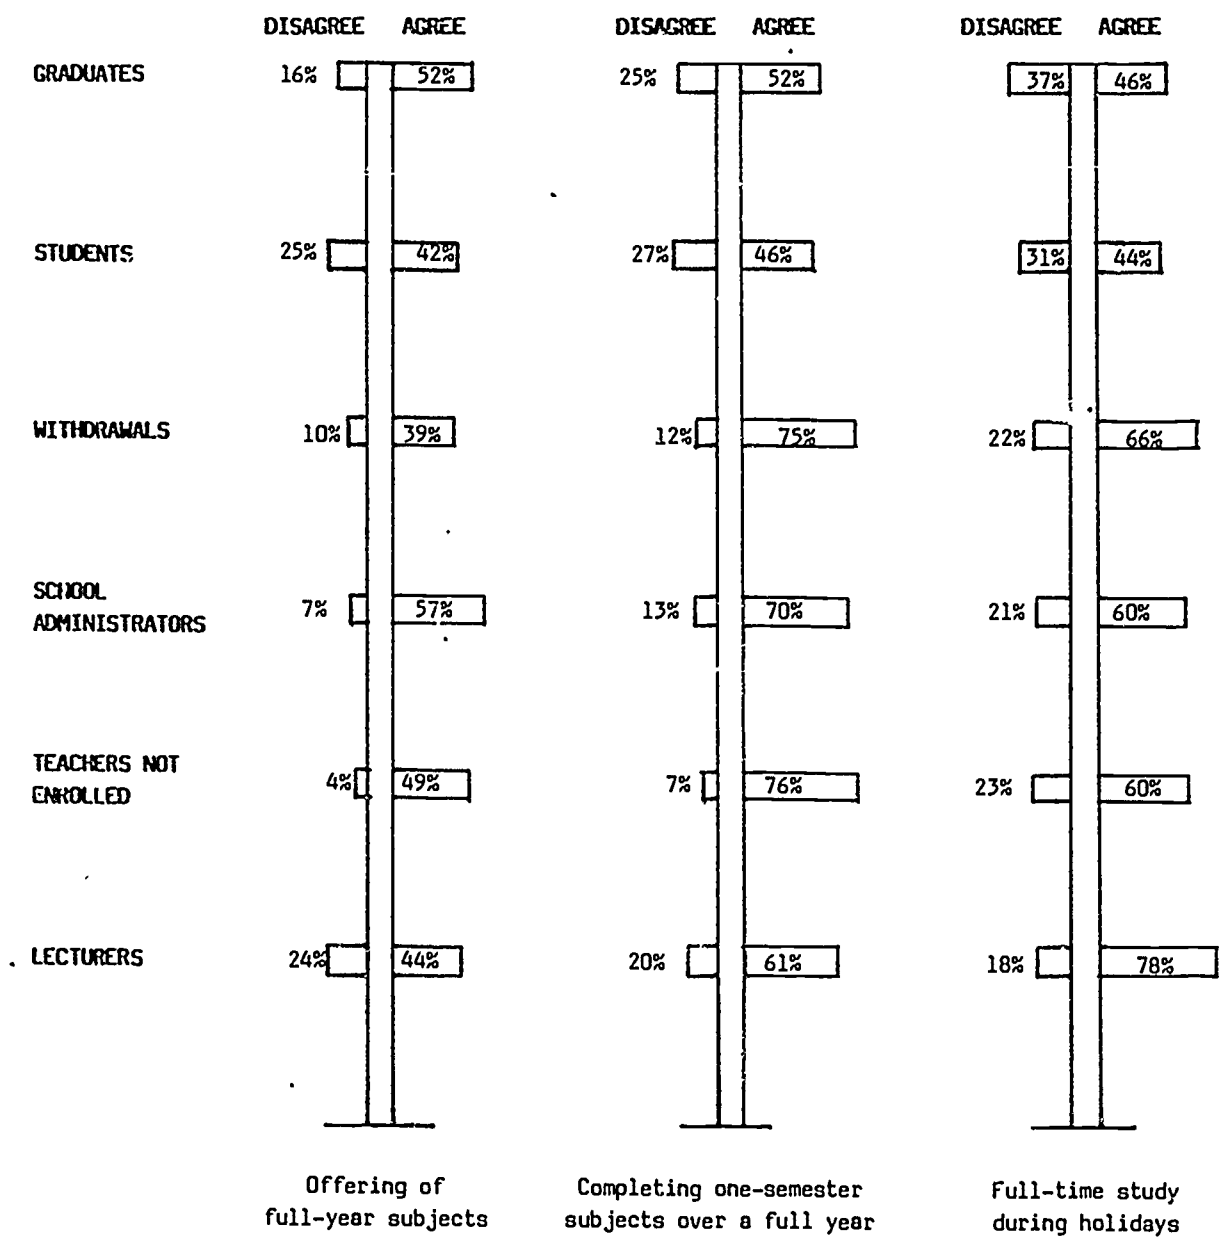 DISAGREE AGREE DISAGREE AGREE DISAGREE AGREE
GRADUATES 16% 52% 25% 52% 37% 46%
STUDENTS 25% 42% 27% 46% 31% 44%
WITHDRAWALS 10% 39% 12% 75% 22% 66%
SCHOOL
ADMINISTRATORS 7% 57% 13% 70% 21% 60%
TEACHERS NOT
ENROLLED 4% 49% 7% 76% 23% 60%
LECTURERS 24% 44% 20% 61% 18% 78%
Offering of Completing one-semester Full-time study
full-year subjects subjects over a full year during holidays